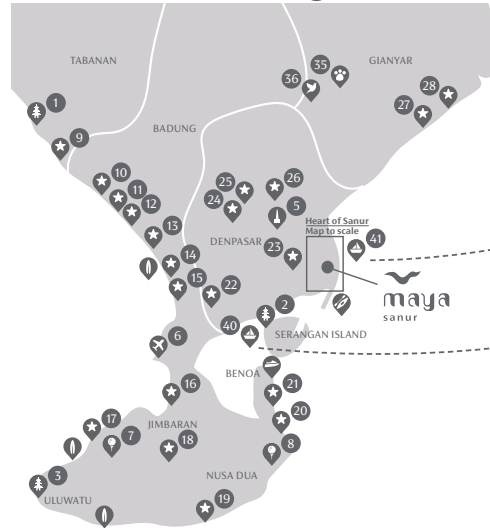 35
TABANAN
GIANYAR
36
28
1
27
BADUNG
9
10
25
26
11
24
5
12
Heart of Sanur
Map to scale
13
DENPASAR
41
23
14
15
22
maya
sanur
2
40
SERANGAN ISLAND
6
BENOA
16
21
20
17
JIMBARAN
7
18
8
3
NUSA DUA
ULUWATU
19